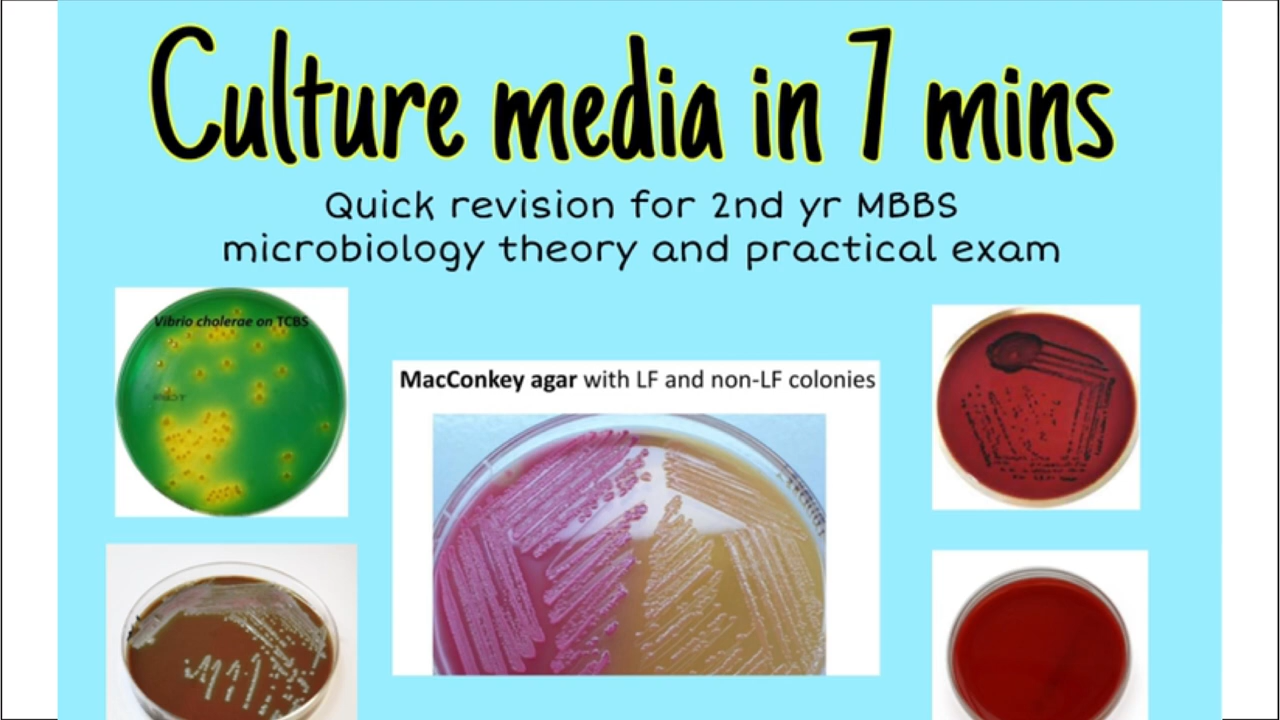 Culture media in 7 mins
Quick revision for 2nd yr MBBS
microbiology theory and practical exam
Vibrio cholerae on TCBS
MacConkey agar with LF and non-LF colonies